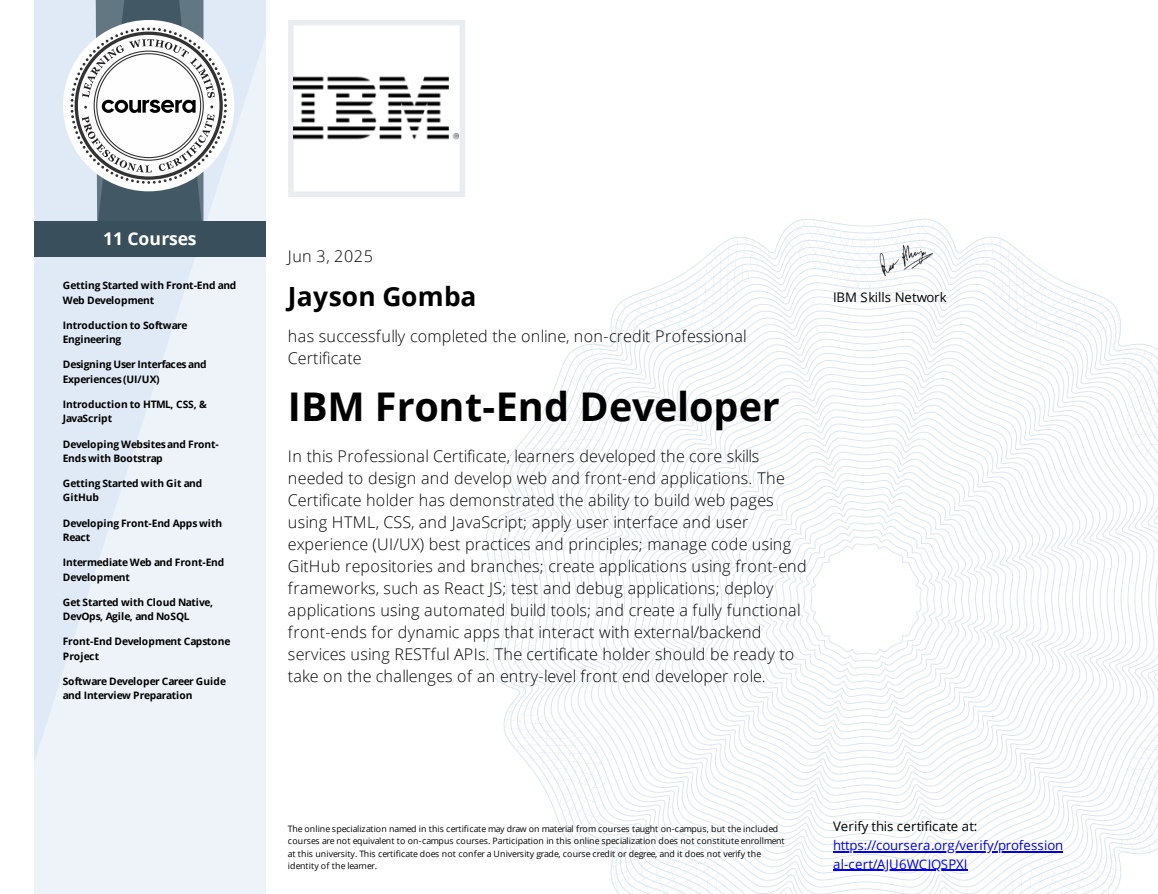 LEARNING WITHOUT LIMITS
coursera
PROFESSIONAL CERTIFICATE
IBM
11 Courses
Getting Started with Front-End and
Web Development
Introduction to Software
Engineering
Designing User Interfaces and
Experiences (UI/UX)
Introduction to HTML, CSS, &
JavaScript
Developing Websites and Front-
Ends with Bootstrap
Getting Started with Git and
GitHub
Developing Front-End Apps with
React
Intermediate Web and Front-End
Development
Get Started with Cloud Native,
DevOps, Agile, and NoSQL
Front-End Development Capstone
Project
Software Developer Career Guide
and Interview Preparation
Jun 3, 2025
Jayson Gomba
has successfully completed the online, non-credit Professional
Certificate
IBM Front-End Developer
In this Professional Certificate, learners developed the core skills
needed to design and develop web and front-end applications. The
Certificate holder has demonstrated the ability to build web pages
using HTML, CSS, and JavaScript; apply user interface and user
experience (UI/UX) best practices and principles; manage code using
GitHub repositories and branches; create applications using front-end
frameworks, such as React JS; test and debug applications; deploy
applications using automated build tools; and create a fully functional
front-ends for dynamic apps that interact with external/backend
services using RESTful APIs. The certificate holder should be ready to
take on the challenges of an entry-level front end developer role.
IBM Skills Network
The online specialization named in this certificate may draw on material from courses taught on-campus, but the included
courses are not equivalent to on-campus courses. Participation in this online specialization does not constitute enrollment
at this university. This certificate does not confer a University grade, course credit or degree, and it does not verify the
identity of the learner.
Verify this certificate at:
https://coursera.org/verify/profession
al-cert/AJU6WCIQSPXI